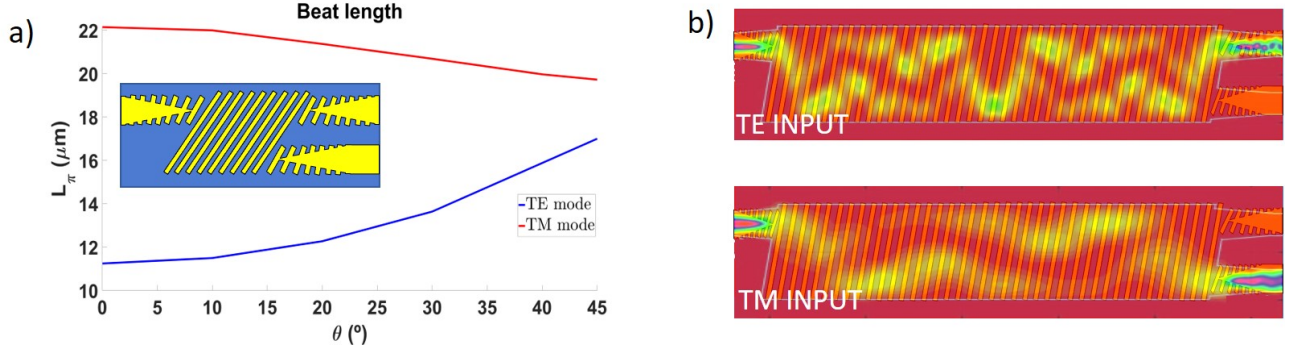 a)
Beat length
22
20
18
16
14
12
10
L_π (μm)
TE mode
TM mode
0 5 10 15 20 25 30 35 40 45
θ (º)
b)
TE INPUT
TM INPUT